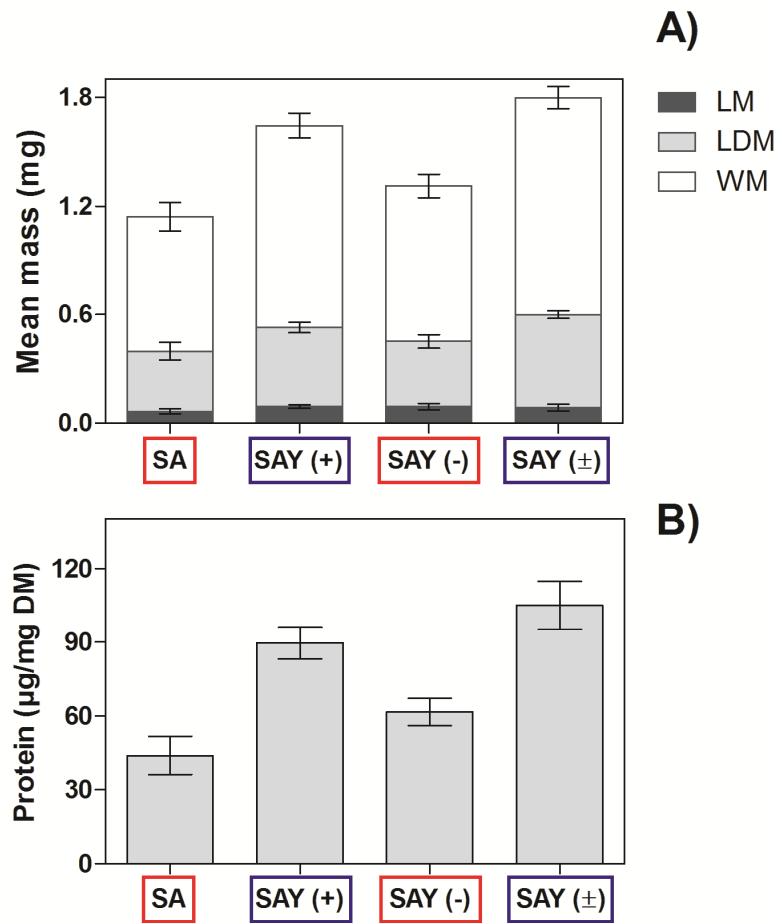 A)
LM
LDM
WM
Mean mass (mg)
1.8
1.2
0.6
0.0
SA
SAY (+)
SAY (-)
SAY (±)
B)
Protein (µg/mg DM)
120
90
60
30
0
SA
SAY (+)
SAY (-)
SAY (±)